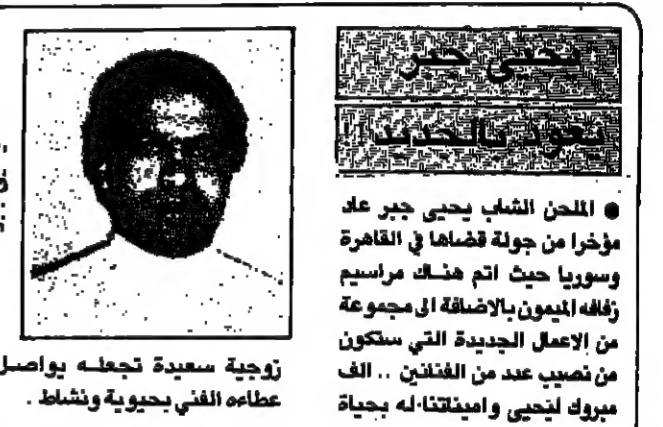 يحيى جبر
يعود بالجديد
● الملحن الشاب يحيى جبر عاد
مؤخرا من جولة قضاها في القاهرة
وسوريا حيث اتم هناك مراسيم
زفافه الميمون بالاضافة الى مجموعة
من الاعمال الجديدة التي ستكون
من نصيب عدد من الفنانين .. الف
مبروك ليحيى وامنياتنا له بحياة
زوجية سعيدة تجعله يواصل
عطاءه الفني بحيوية ونشاط .